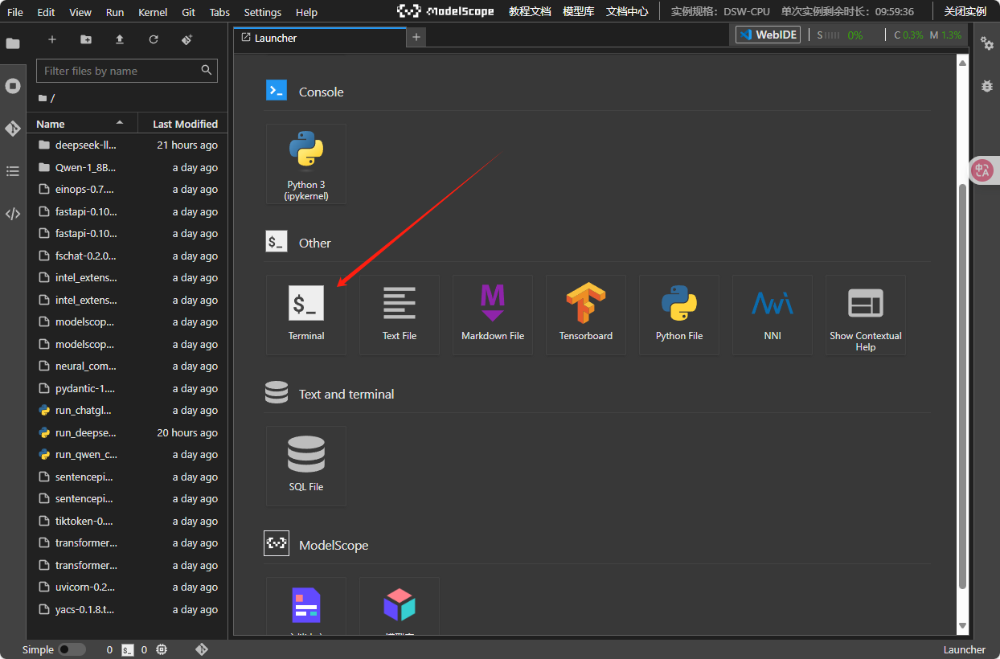 File Edit View Run Kernel Git Tabs Settings Help ModelScope 教程文档 模型库 文档中心 实例规格: DSW-CPU 单次实例剩余时长: 09:59:36 关闭实例
Launcher
WebIDE S 0% C 0.3% M 1.3%
Filter files by name
/
Name Last Modified
deepseek-ll... 21 hours ago
Qwen-1_8B... a day ago
einops-0.7.... a day ago
fastapi-0.10... a day ago
fastapi-0.10... a day ago
fschat-0.2.0... a day ago
intel_extens... a day ago
intel_extens... a day ago
modelscop... a day ago
modelscop... a day ago
neural_com... a day ago
pydantic-1.... a day ago
run_chatgl... a day ago
run_deepse... 20 hours ago
run_qwen_c... a day ago
sentencepi... a day ago
sentencepi... a day ago
tiktoken-0.... a day ago
transformer... a day ago
transformer... a day ago
uvicorn-0.2... a day ago
yacs-0.1.8.t... a day ago
Console
Python 3
(ipykernel)
$_ Other
$_
Terminal
Text File
M
Markdown File
Tensorboard
Python File
NNI
Show Contextual
Help
Text and terminal
SQL File
ModelScope
中A
Simple 0 $_ 0 Launcher